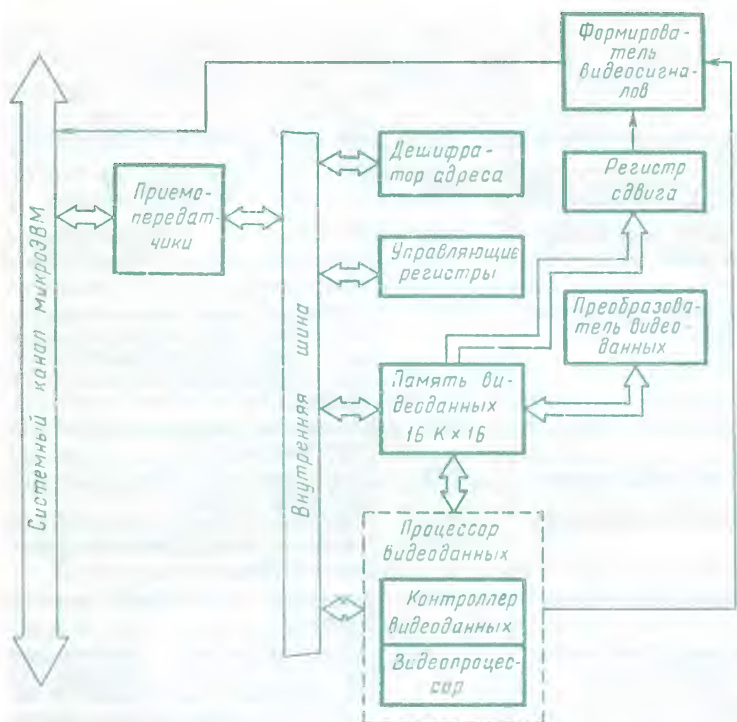 Формирова-
тель
видеосигна-
лов
Дешифра-
тор адреса
Регистр
сдвига
Приемо-
передат-
чики
Управляющие
регистры
Преобразова-
тель видео-
данных
Память ви-
деоданных
16 К × 16
Системный канал микроЭВМ
Внутренняя шина
Процессор
видеоданных
Контроллер
видеоданных
Видеопроцес-
сор